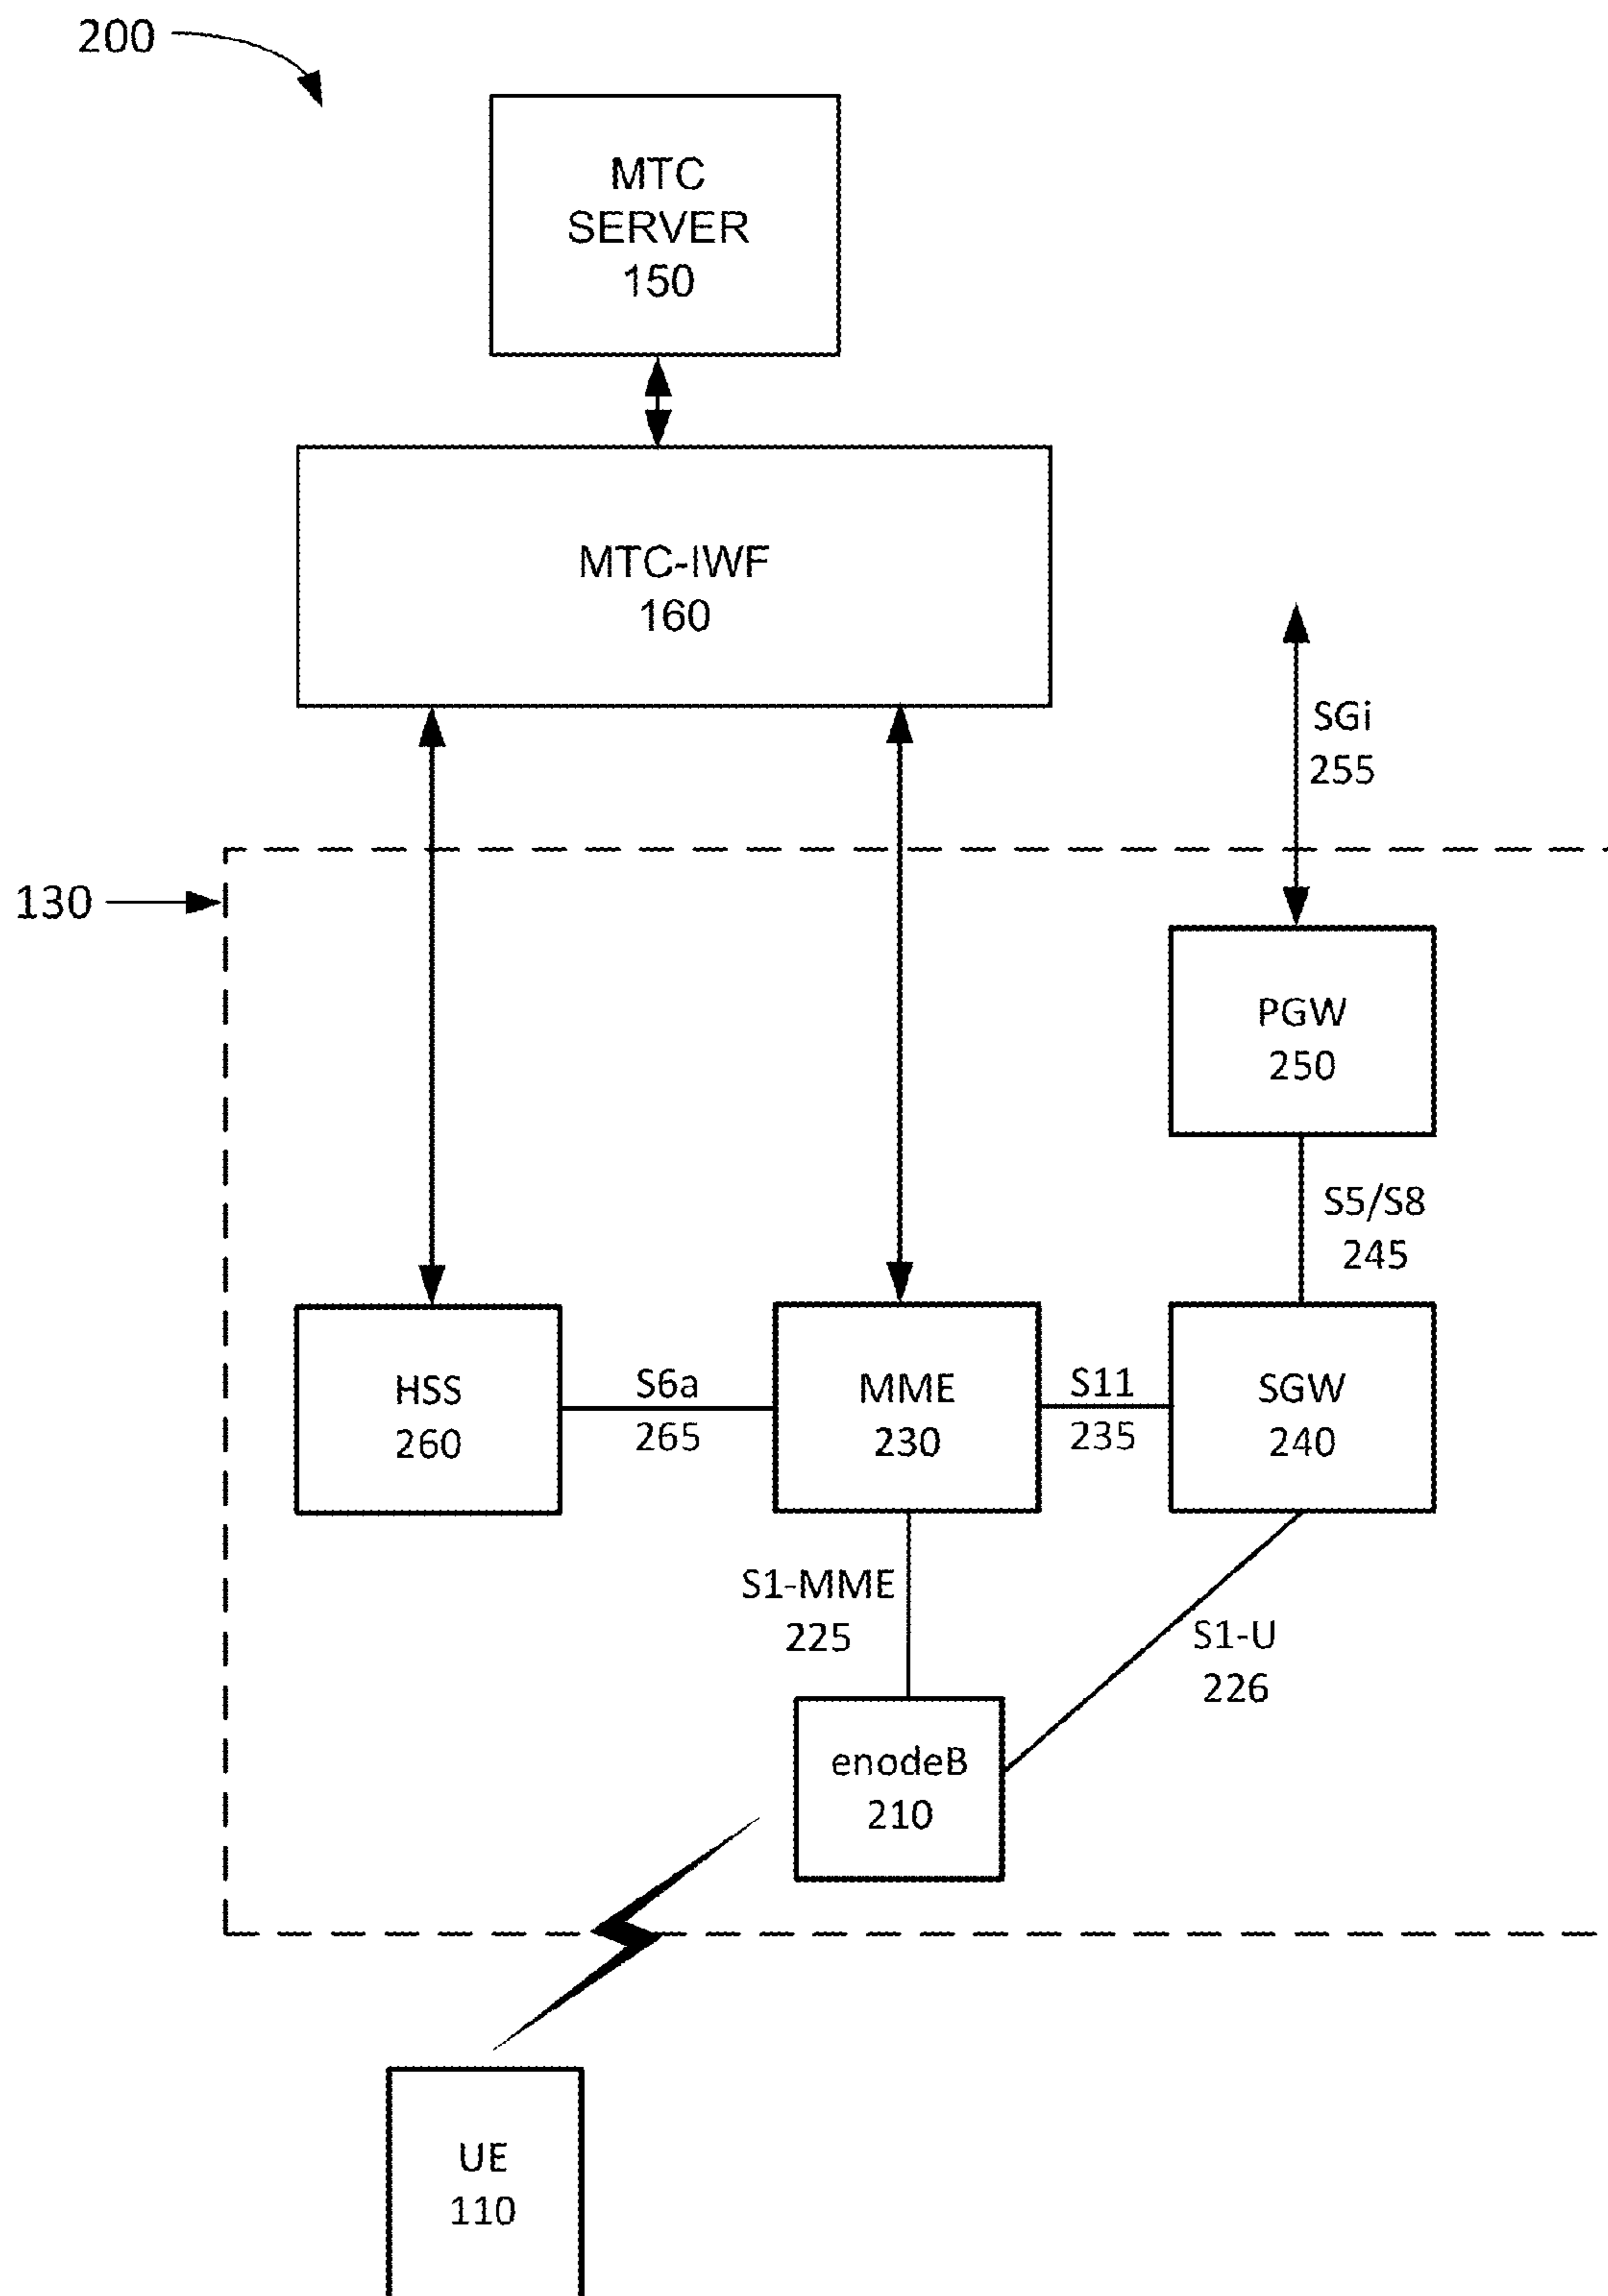 200
MTC
SERVER
150
MTC-IWF
160
SGi
255
130
PGW
250
S5/S8
245
HSS
260
S6a
265
MME
230
S11
235
SGW
240
S1-MME
225
S1-U
226
enodeB
210
UE
110